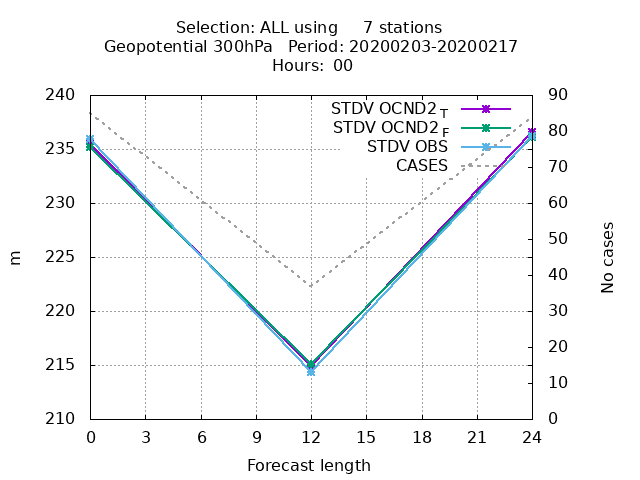 Selection: ALL using     7 stations
Geopotential 300hPa   Period: 20200203-20200217
Hours:  00
240
235
230
225
220
215
210
m
90
80
70
60
50
40
30
20
10
0
No cases
STDV OCND2_T
STDV OCND2_F
STDV OBS
CASES
0 3 6 9 12 15 18 21 24
Forecast length